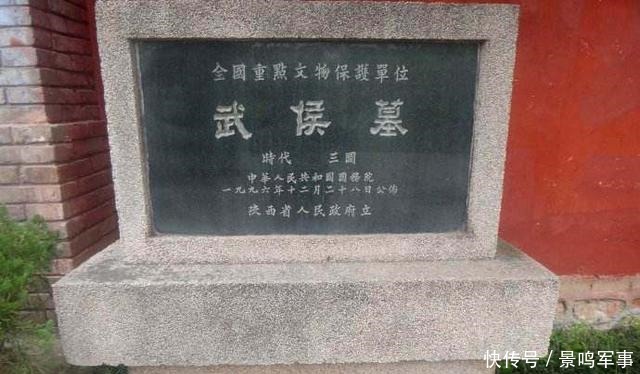 全國重點文物保護單位
武侯墓
時代 三國
中華人民共和國國務院
一九九六年十二月二十八日公佈
陝西省人民政府立
快传号/景鸣军事